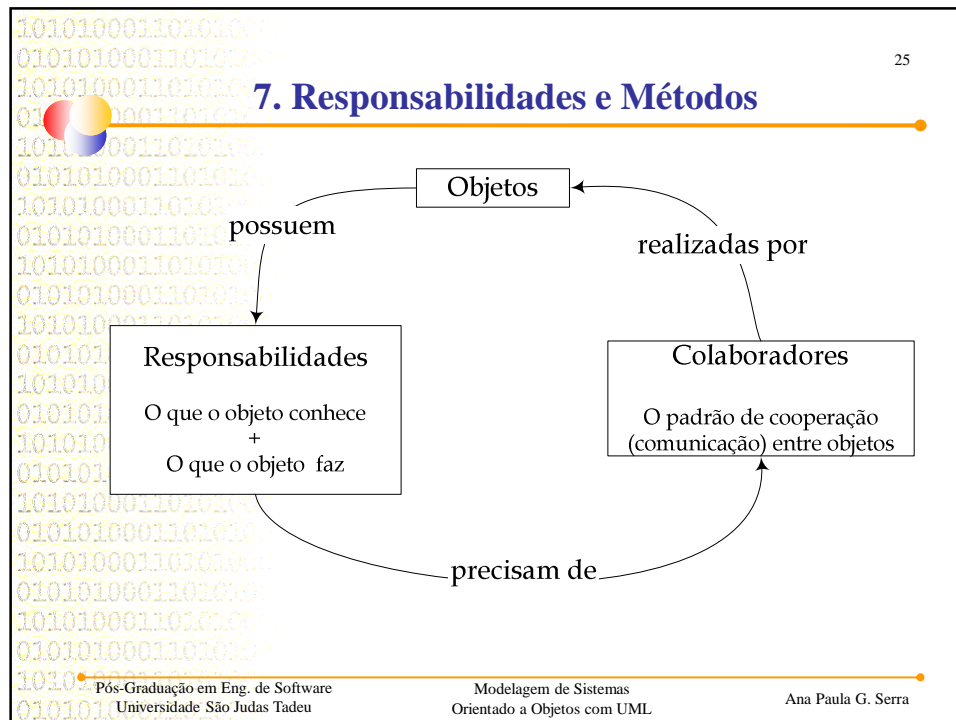 25
7. Responsabilidades e Métodos
Objetos
possuem
realizadas por
Responsabilidades
O que o objeto conhece
+
O que o objeto faz
Colaboradores
O padrão de cooperação
(comunicação) entre objetos
precisam de
Pós-Graduação em Eng. de Software
Universidade São Judas Tadeu
Modelagem de Sistemas
Orientado a Objetos com UML
Ana Paula G. Serra